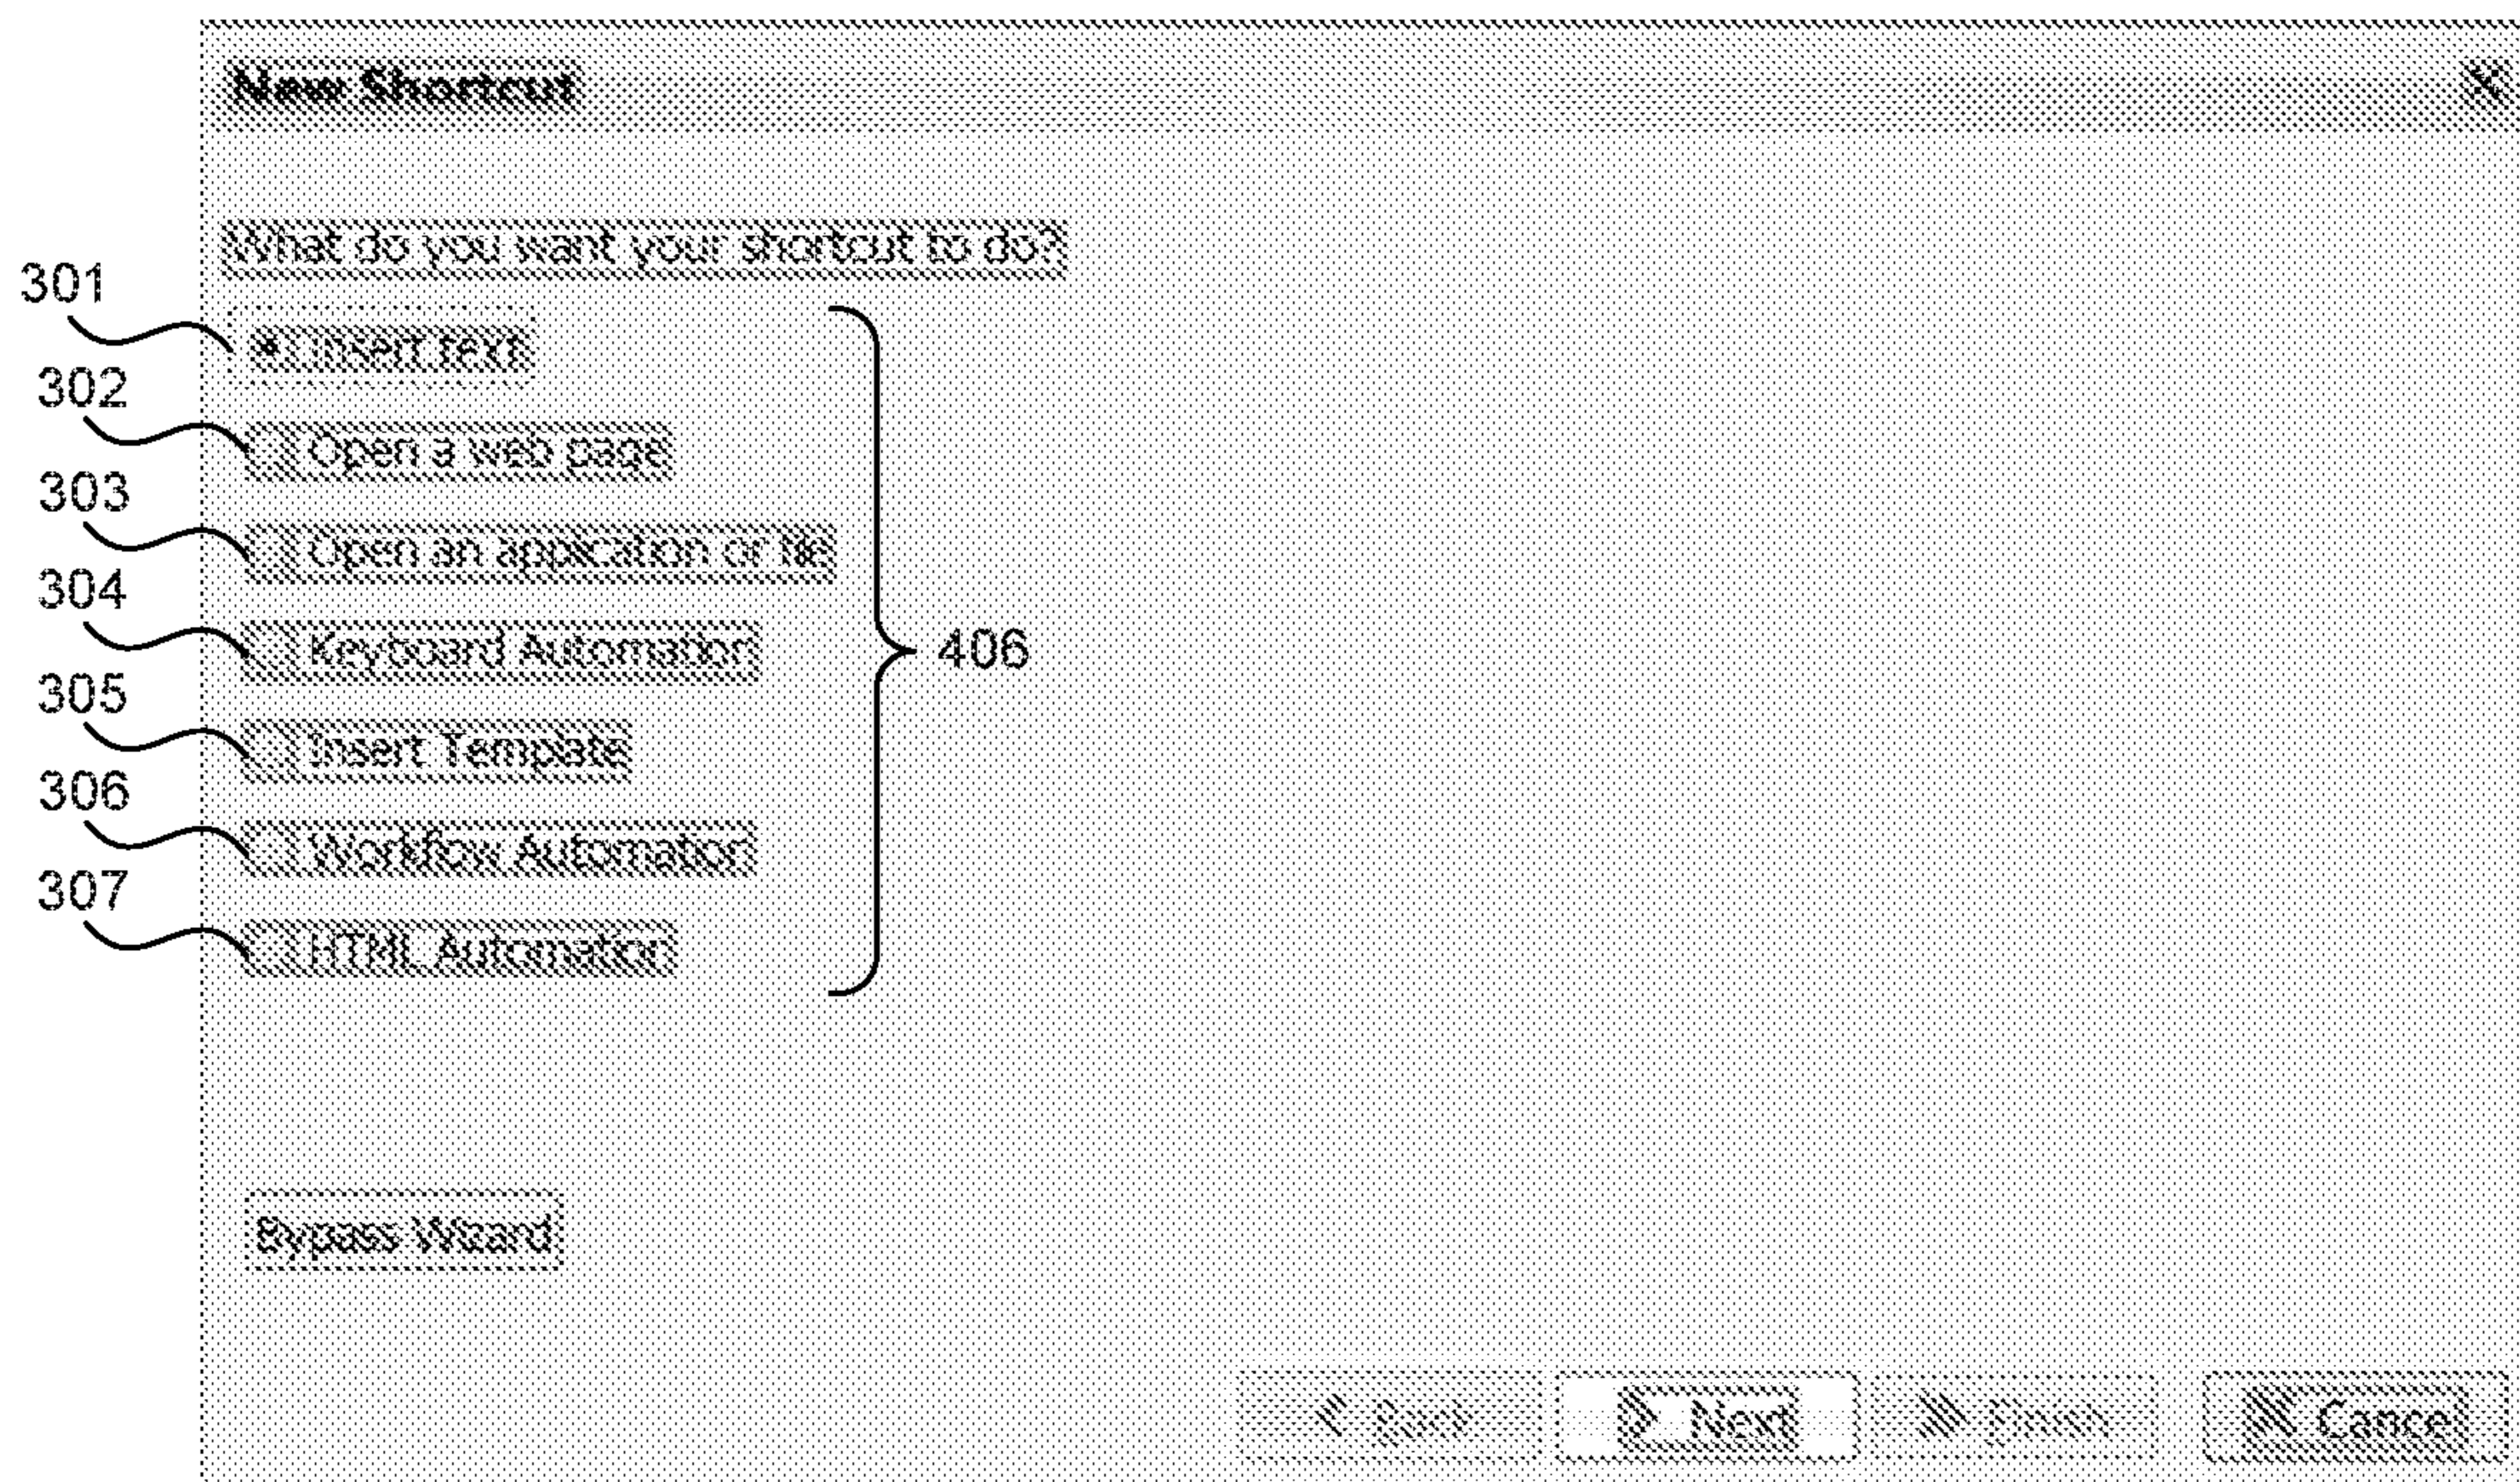 New Shortcut
What do you want your shortcut to do?
301
Insert text
302
Open a web page
303
Open an application or file
304
Keyboard Automation
406
305
Insert Template
306
Workflow Automation
307
HTML Automation
Bypass Wizard
Back Next Finish Cancel